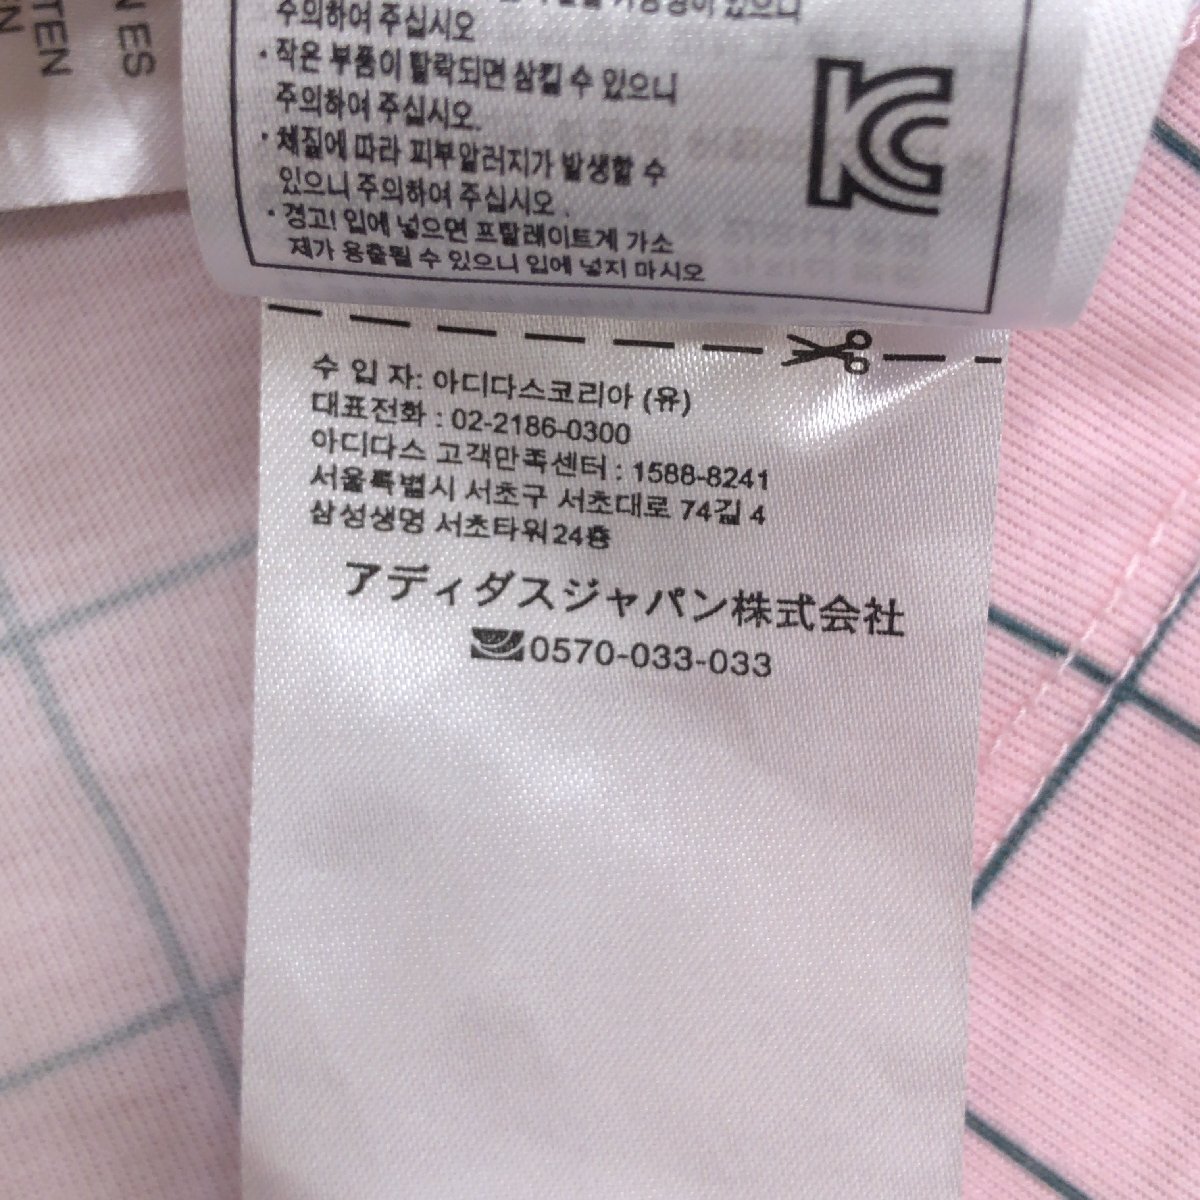 N ES
TEN
주의하여 주십시오
· 작은 부품이 탈락되면 삼킬 수 있으니
주의하여 주십시오.
· 체질에 따라 피부알러지가 발생할 수
있으니 주의하여 주십시오 .
· 경고! 입에 넣으면 프탈레이트게 가소
제가 용출될 수 있으니 입에 넣지 마시오
수 입 자: 아디다스코리아 (유)
대표전화 : 02-2186-0300
아디다스 고객만족센터 : 1588-8241
서울특별시 서초구 서초대로 74길 4
삼성생명 서초타워24층
アディダスジャパン株式会社
0570-033-033